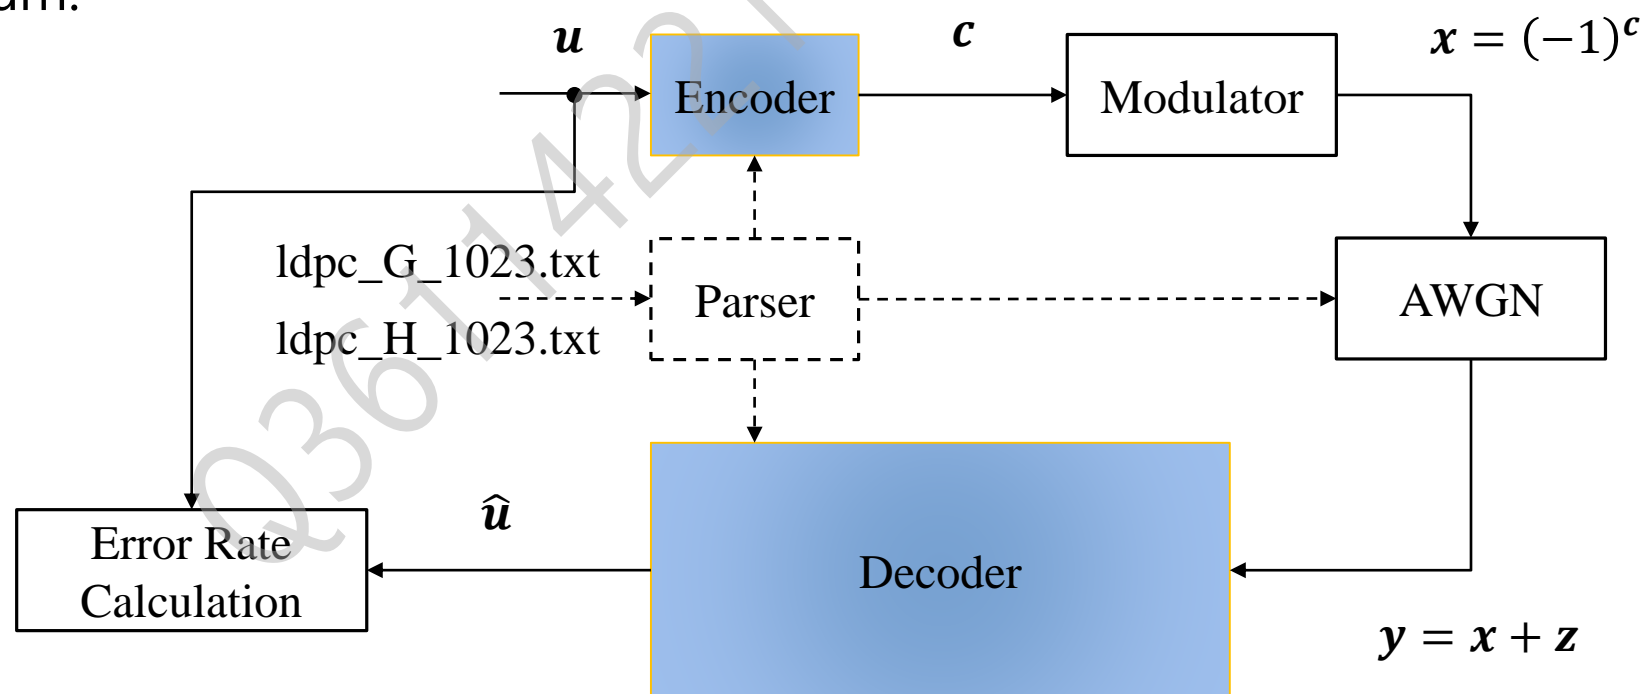 u
c
x = (−1)^c
Encoder
Modulator
ldpc_G_1023.txt
Parser
AWGN
ldpc_H_1023.txt
û
Error Rate
Calculation
Decoder
y = x + z